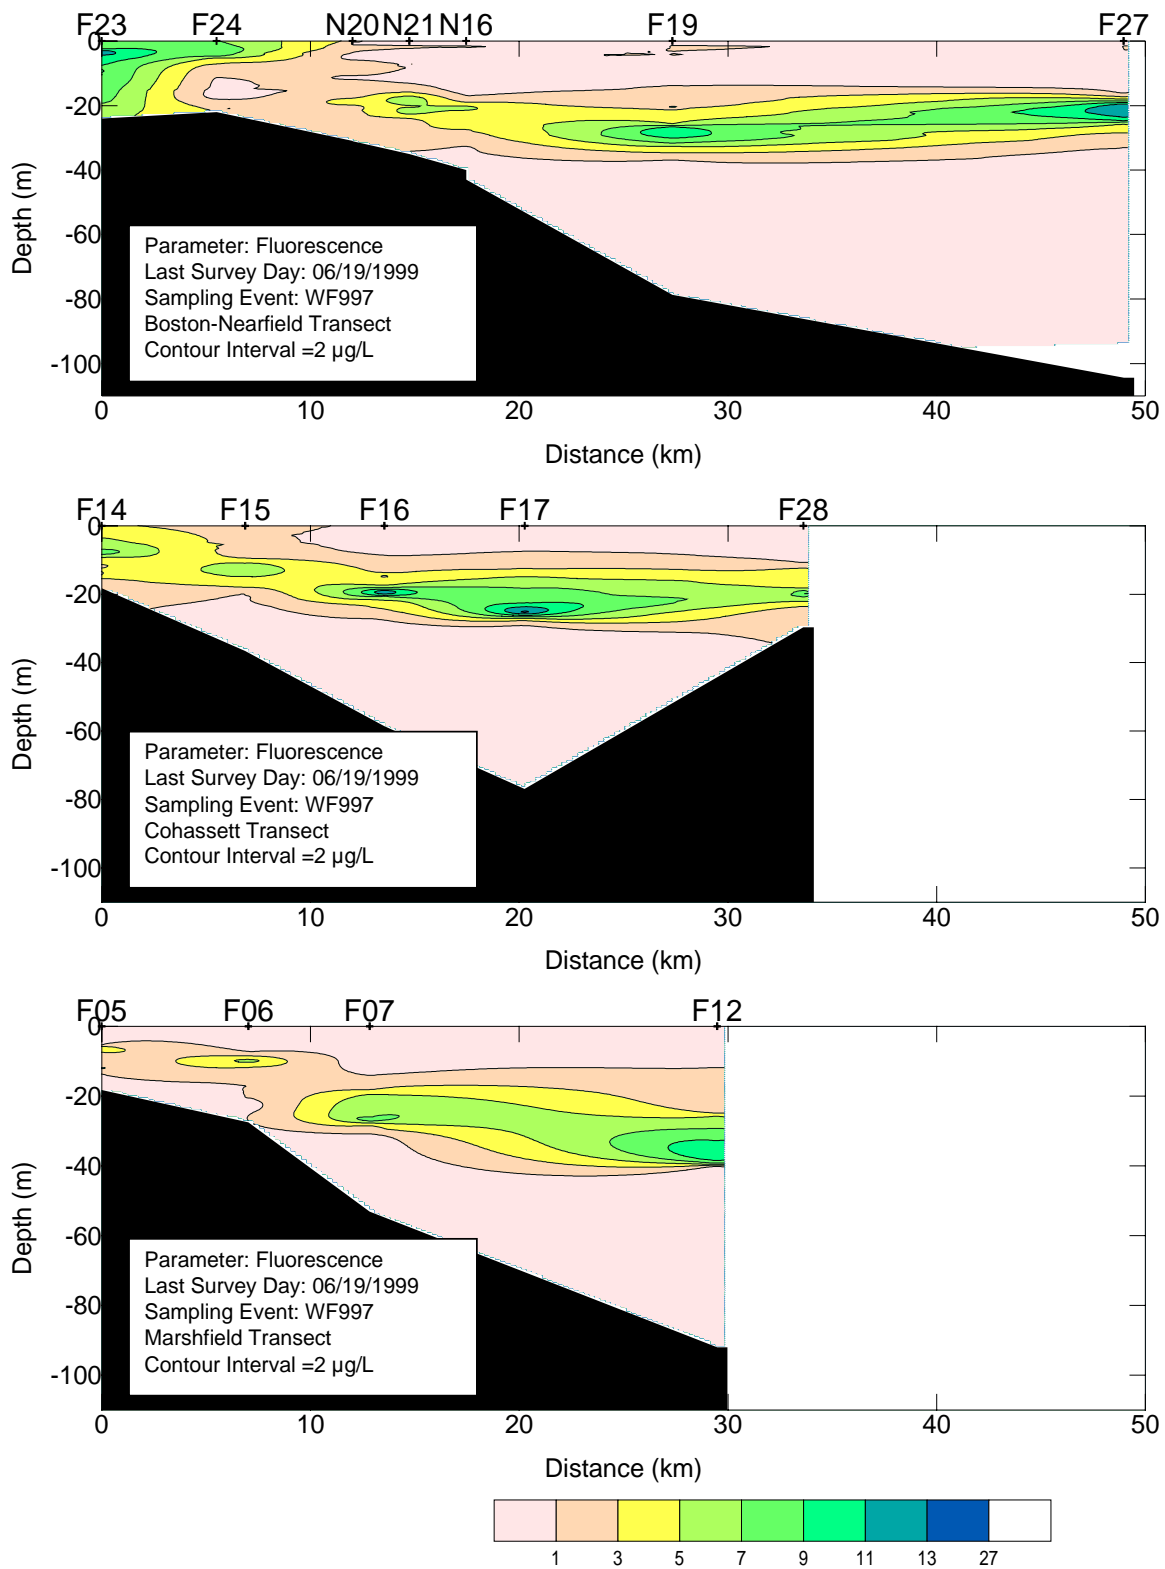 F23 F24 N20 N21 N16 F19 F27
0
-20
-40
-60
-80
-100
Depth (m)
Parameter: Fluorescence
Last Survey Day: 06/19/1999
Sampling Event: WF997
Boston-Nearfield Transect
Contour Interval =2 µg/L
0 10 20 30 40 50
Distance (km)
F14 F15 F16 F17 F28
0
-20
-40
-60
-80
-100
Depth (m)
Parameter: Fluorescence
Last Survey Day: 06/19/1999
Sampling Event: WF997
Cohassett Transect
Contour Interval =2 µg/L
0 10 20 30 40 50
Distance (km)
F05 F06 F07 F12
0
-20
-40
-60
-80
-100
Depth (m)
Parameter: Fluorescence
Last Survey Day: 06/19/1999
Sampling Event: WF997
Marshfield Transect
Contour Interval =2 µg/L
0 10 20 30 40 50
Distance (km)
1 3 5 7 9 11 13 27